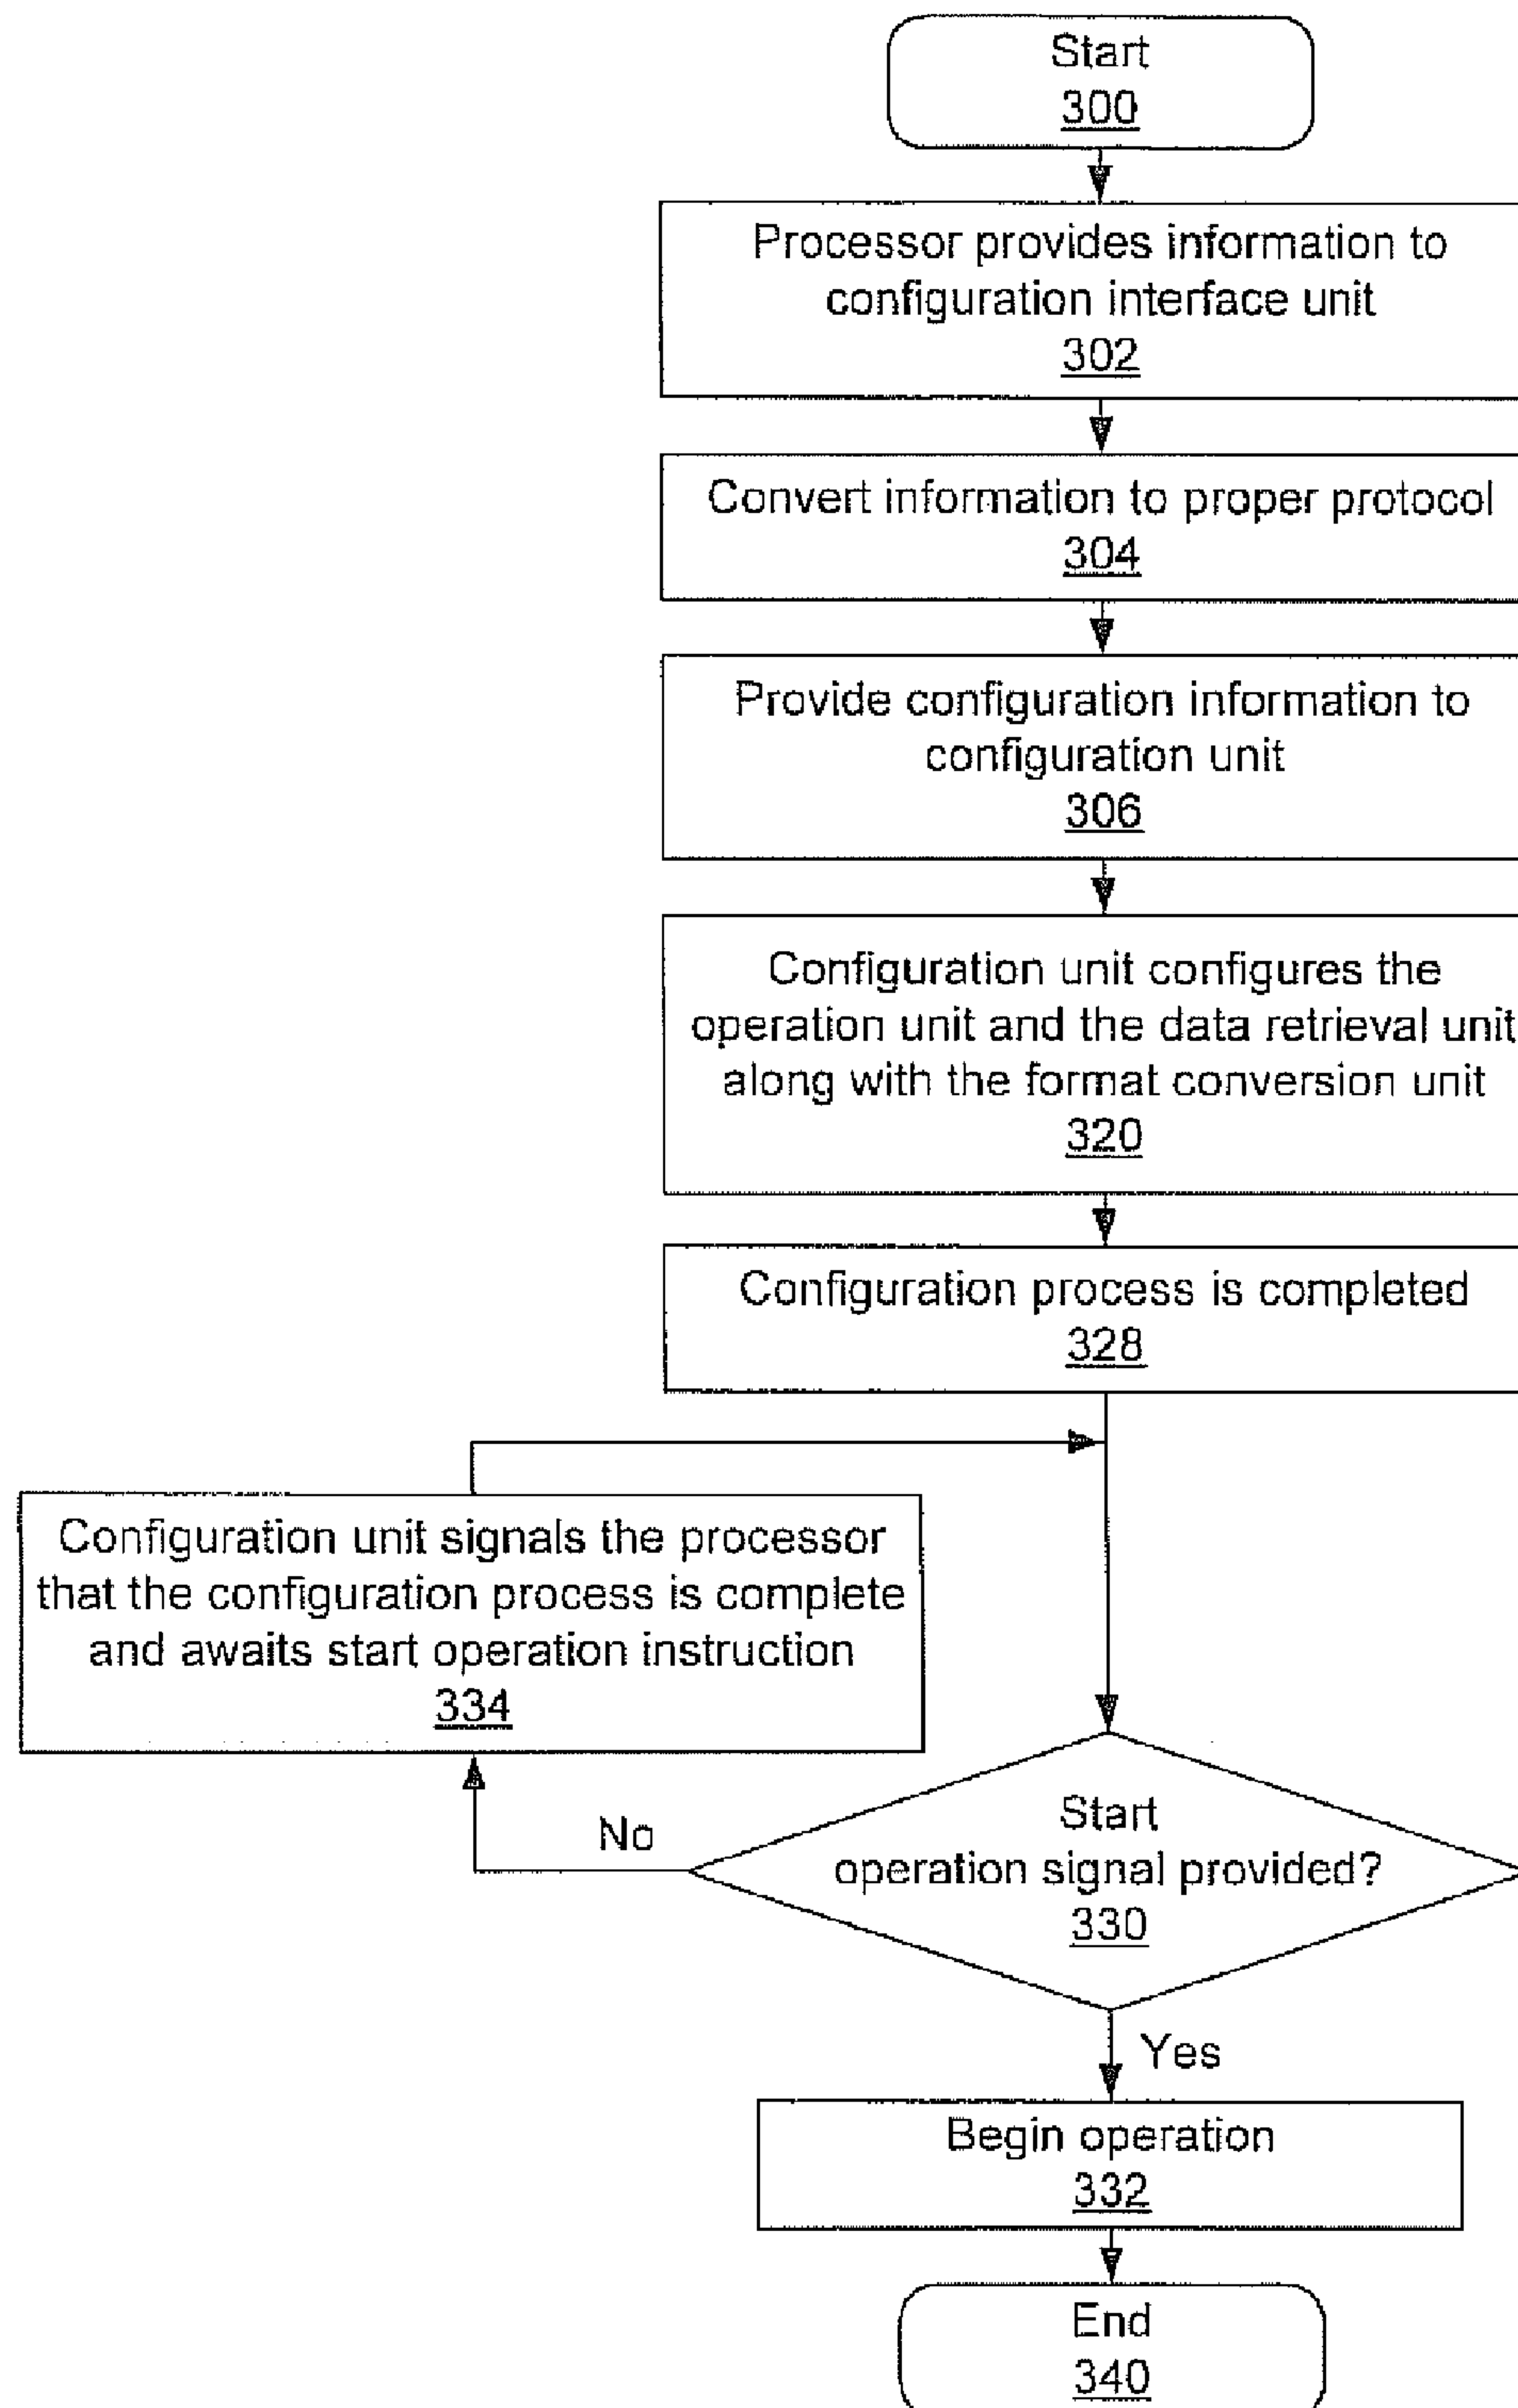 Start
300
Processor provides information to
configuration interface unit
302
Convert information to proper protocol
304
Provide configuration information to
configuration unit
306
Configuration unit configures the
operation unit and the data retrieval unit
along with the format conversion unit
320
Configuration process is completed
328
Configuration unit signals the processor
that the configuration process is complete
and awaits start operation instruction
334
No
Start
operation signal provided?
330
Yes
Begin operation
332
End
340